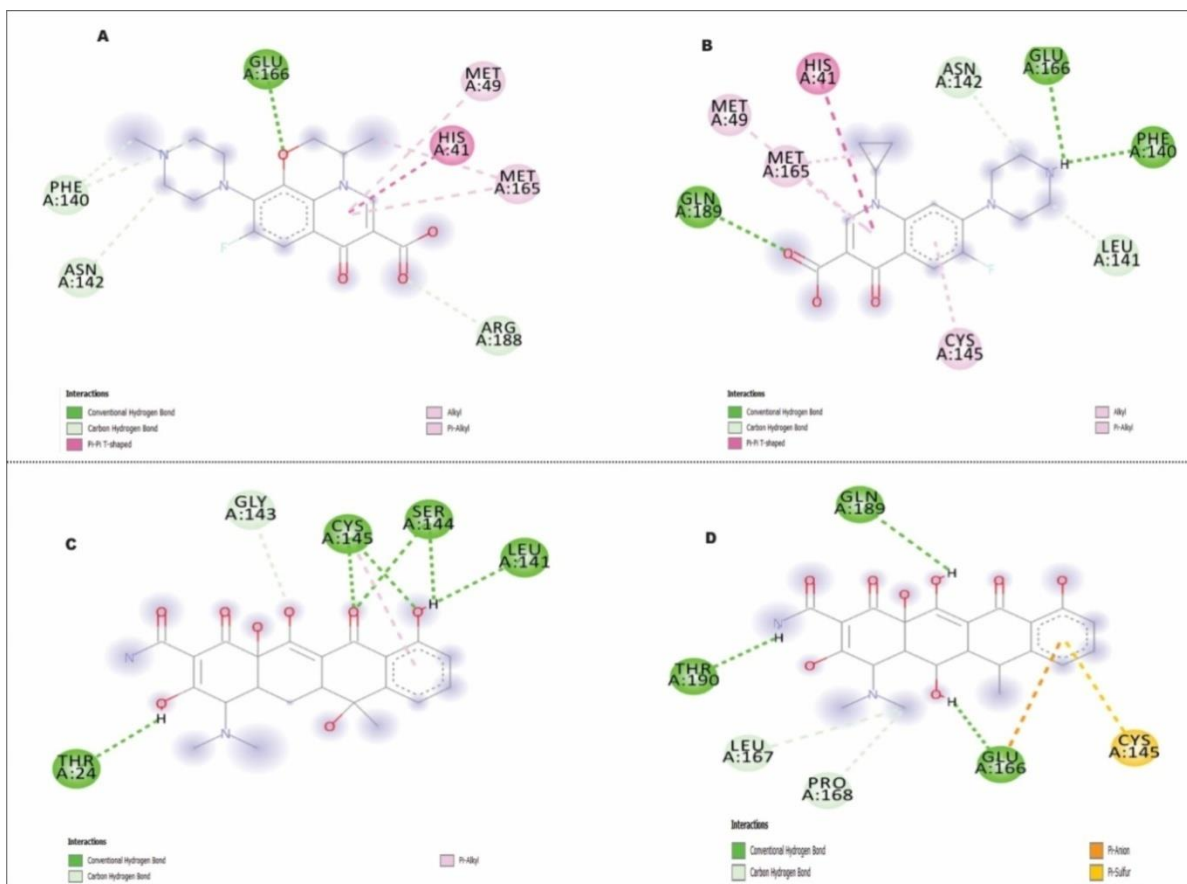 A
GLU
A:166
MET
A:49
HIS
A:41
MET
A:165
PHE
A:140
ASN
A:142
ARG
A:188
O
N
N
N
F
O
O
O
Interactions
Conventional Hydrogen Bond
Carbon Hydrogen Bond
Pi-Pi T-shaped
Alkyl
Pi-Alkyl
B
HIS
A:41
ASN
A:142
GLU
A:166
MET
A:49
MET
A:165
PHE
A:140
GLN
A:189
LEU
A:141
CYS
A:145
N
H
N
N
F
O
O
O
Interactions
Conventional Hydrogen Bond
Carbon Hydrogen Bond
Pi-Pi T-shaped
Alkyl
Pi-Alkyl
C
GLY
A:143
CYS
A:145
SER
A:144
LEU
A:141
THR
A:24
O
O
O
O
O
O
H
N
O
H
N
O
Interactions
Conventional Hydrogen Bond
Carbon Hydrogen Bond
Pi-Alkyl
D
GLN
A:189
THR
A:190
LEU
A:167
PRO
A:168
GLU
A:166
CYS
A:145
O
O
O
O
H
O
O
N
H
O
N
O
H
Interactions
Conventional Hydrogen Bond
Carbon Hydrogen Bond
Pi-Anion
Pi-Sulfur